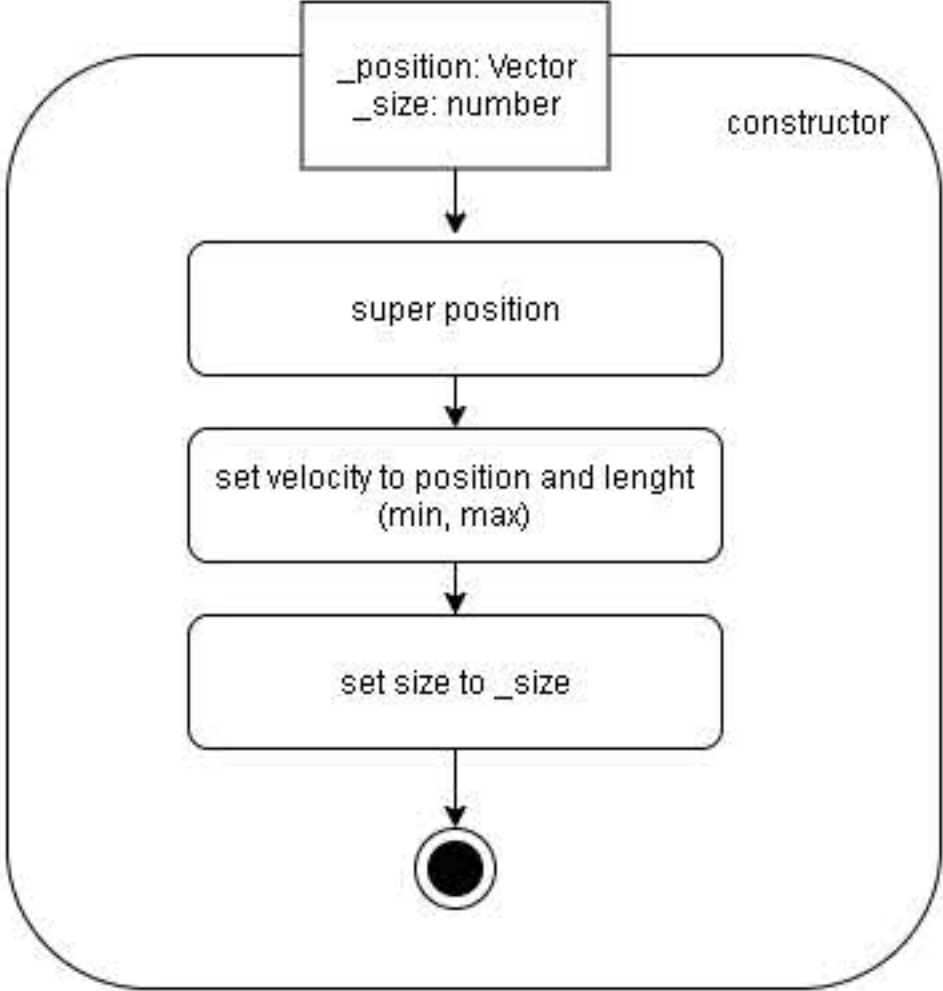 _position: Vector
_size: number
constructor
super position
set velocity to position and lenght
(min, max)
set size to _size